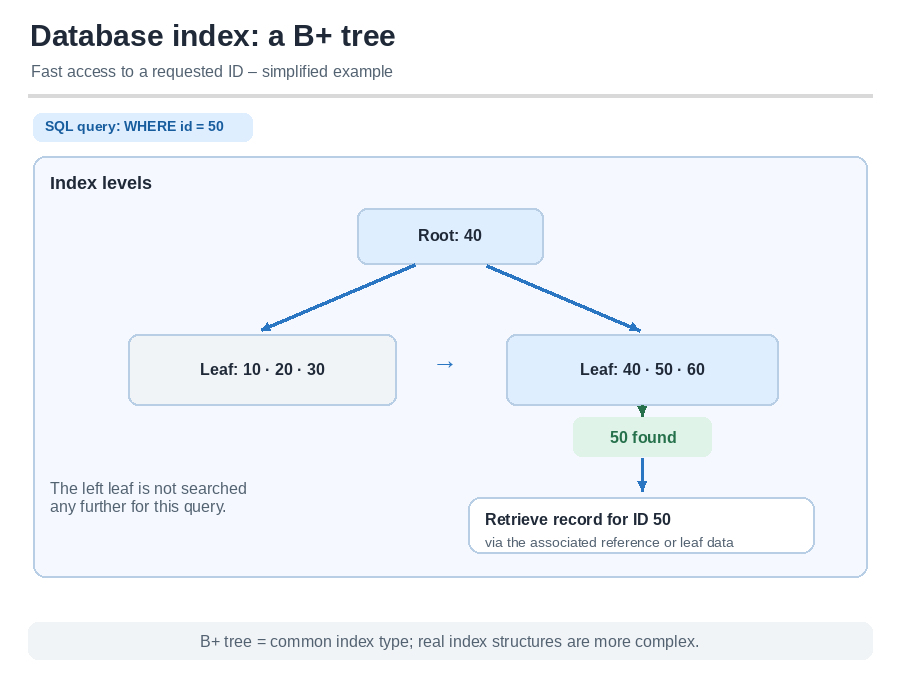 Database index: a B+ tree
Fast access to a requested ID – simplified example
SQL query: WHERE id = 50
Index levels
Root: 40
Leaf: 10 · 20 · 30
→
Leaf: 40 · 50 · 60
50 found
The left leaf is not searched
any further for this query.
Retrieve record for ID 50
via the associated reference or leaf data
B+ tree = common index type; real index structures are more complex.